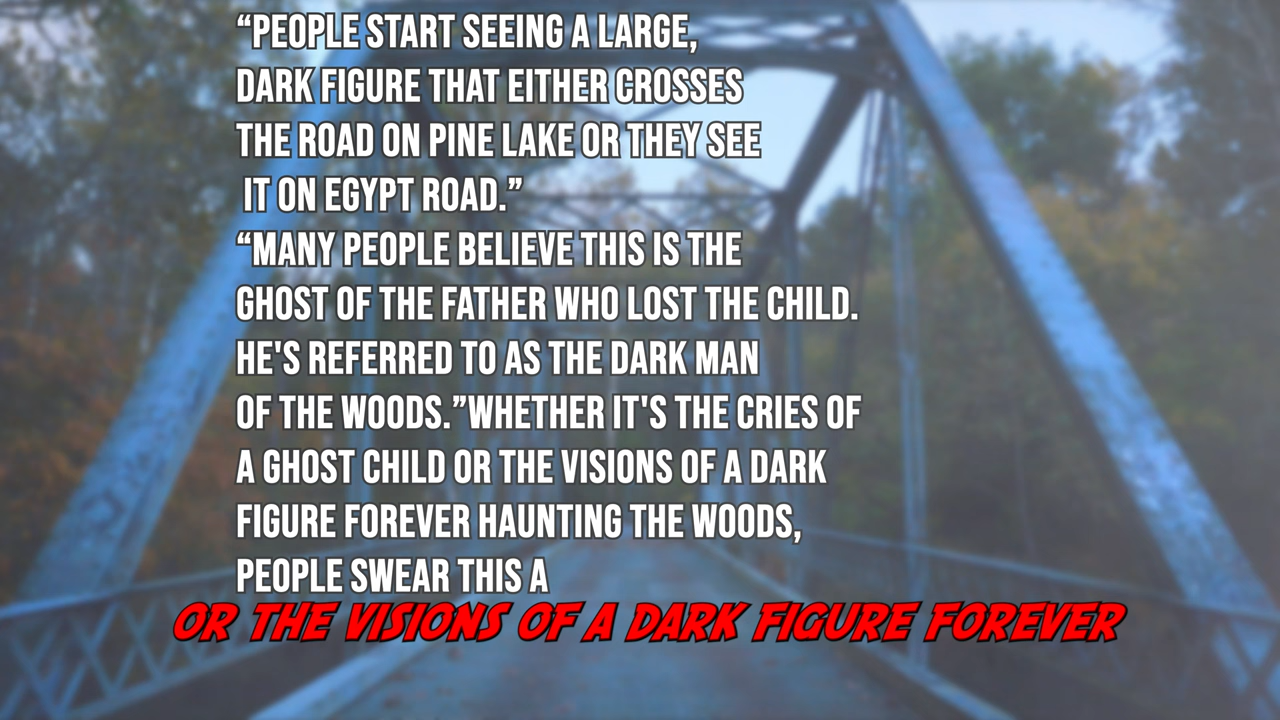 “PEOPLE START SEEING A LARGE,
DARK FIGURE THAT EITHER CROSSES
THE ROAD ON PINE LAKE OR THEY SEE
IT ON EGYPT ROAD.”
“MANY PEOPLE BELIEVE THIS IS THE
GHOST OF THE FATHER WHO LOST THE CHILD.
HE'S REFERRED TO AS THE DARK MAN
OF THE WOODS.”WHETHER IT'S THE CRIES OF
A GHOST CHILD OR THE VISIONS OF A DARK
FIGURE FOREVER HAUNTING THE WOODS,
PEOPLE SWEAR THIS A
OR THE VISIONS OF A DARK FIGURE FOREVER